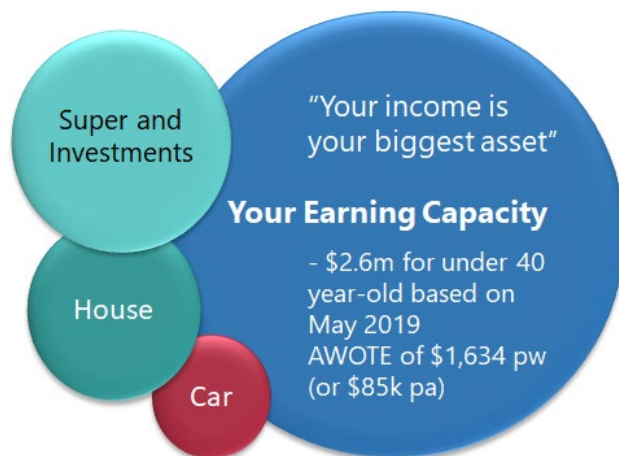 Super and
Investments
House
Car
“Your income is
your biggest asset”
Your Earning Capacity
- $2.6m for under 40
year-old based on
May 2019
AWOTE of $1,634 pw
(or $85k pa)